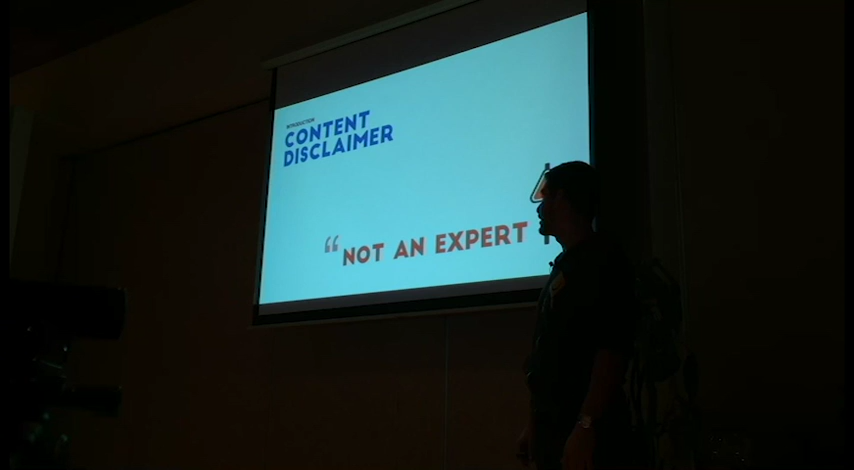 INTRODUCTION
CONTENT
DISCLAIMER
“NOT AN EXPERT